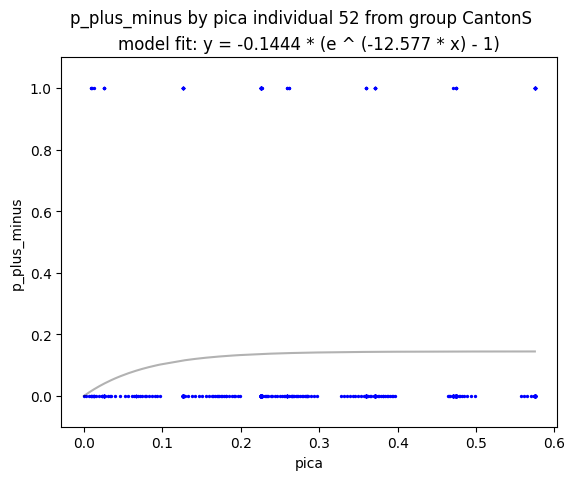 p_plus_minus by pica individual 52 from group CantonS
model fit: y = -0.1444 * (e ^ (-12.577 * x) - 1)
1.0
0.8
0.6
0.4
0.2
0.0
p_plus_minus
0.0 0.1 0.2 0.3 0.4 0.5 0.6
pica